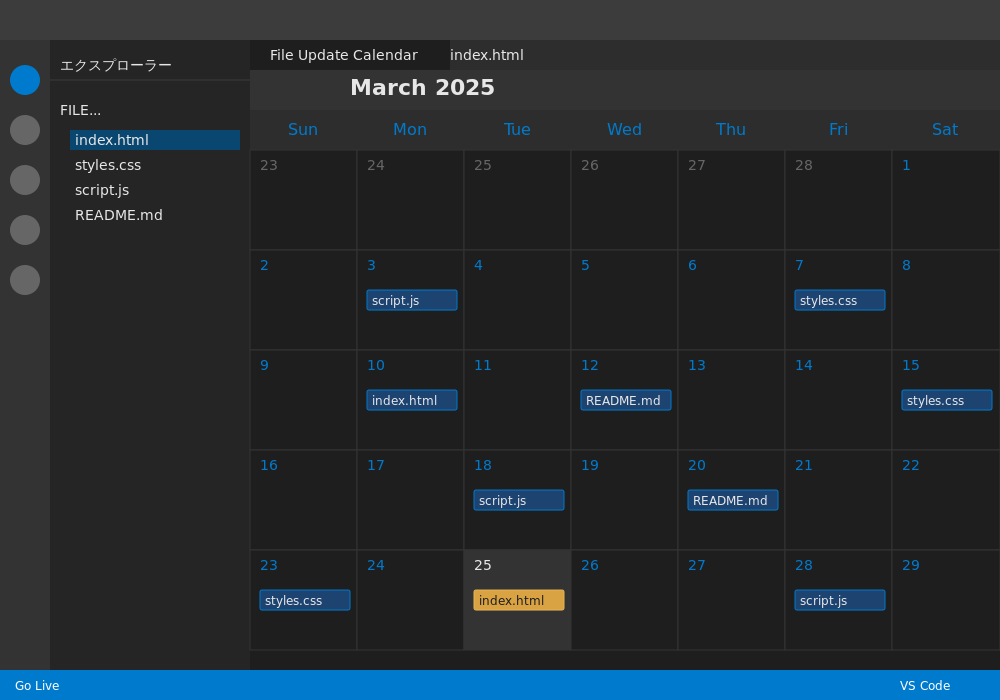 エクスプローラー
FILE...
index.html
styles.css
script.js
README.md
File Update Calendar index.html
March 2025
Sun Mon Tue Wed Thu Fri Sat
23 24 25 26 27 28 1
2 3 4 5 6 7 8
script.js styles.css
9 10 11 12 13 14 15
index.html README.md styles.css
16 17 18 19 20 21 22
script.js README.md
23 24 25 26 27 28 29
styles.css index.html script.js
Go Live VS Code